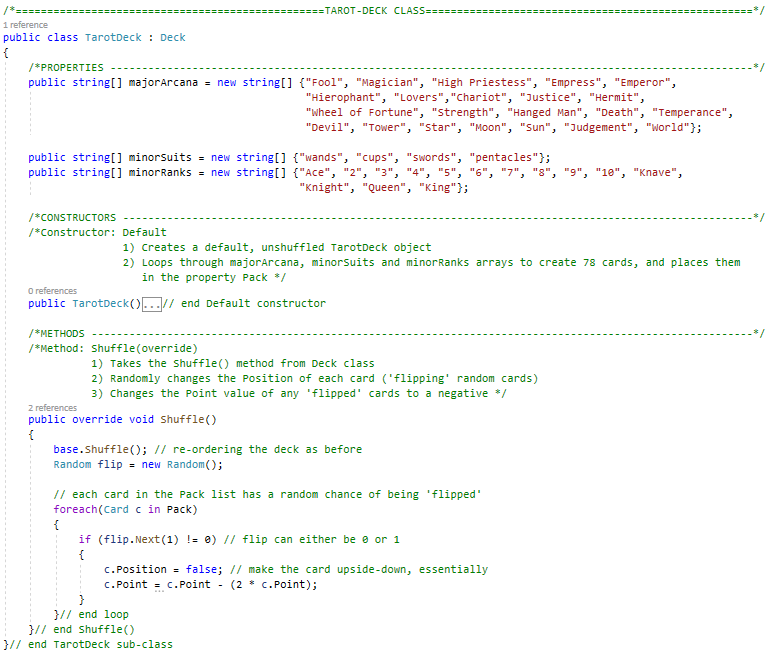 /*=================================================TAROT-DECK CLASS====================================================*/
1 reference
public class TarotDeck : Deck
{
/*PROPERTIES ------------------------------------------------------------------------------------------------------*/
public string[] majorArcana = new string[] {"Fool", "Magician", "High Priestess", "Empress", "Emperor",
"Hierophant", "Lovers","Chariot", "Justice", "Hermit",
"Wheel of Fortune", "Strength", "Hanged Man", "Death", "Temperance",
"Devil", "Tower", "Star", "Moon", "Sun", "Judgement", "World"};
public string[] minorSuits = new string[] {"wands", "cups", "swords", "pentacles"};
public string[] minorRanks = new string[] {"Ace", "2", "3", "4", "5", "6", "7", "8", "9", "10", "Knave",
"Knight", "Queen", "King"};
/*CONSTRUCTORS ----------------------------------------------------------------------------------------------------*/
/*Constructor: Default
1) Creates a default, unshuffled TarotDeck object
2) Loops through majorArcana, minorSuits and minorRanks arrays to create 78 cards, and places them
in the property Pack */
0 references
public TarotDeck()...// end Default constructor
/*METHODS ---------------------------------------------------------------------------------------------------------*/
/*Method: Shuffle(override)
1) Takes the Shuffle() method from Deck class
2) Randomly changes the Position of each card ('flipping' random cards)
3) Changes the Point value of any 'flipped' cards to a negative */
2 references
public override void Shuffle()
{
base.Shuffle(); // re-ordering the deck as before
Random flip = new Random();
// each card in the Pack list has a random chance of being 'flipped'
foreach(Card c in Pack)
{
if (flip.Next(1) != 0) // flip can either be 0 or 1
{
c.Position = false; // make the card upside-down, essentially
c.Point = c.Point - (2 * c.Point);
}
}// end loop
}// end Shuffle()
}// end TarotDeck sub-class